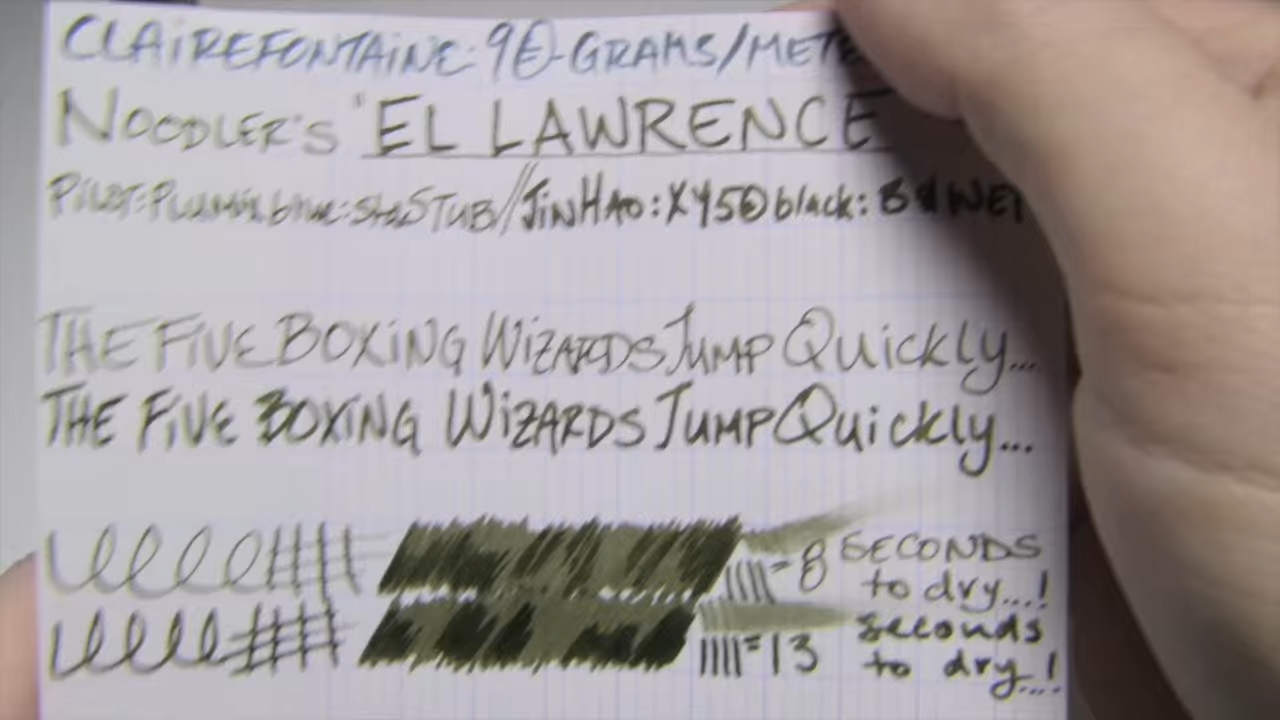 CLAIREFONTAINE: 90-GRAMS/METE
NOODLER'S "EL LAWRENCE
PILOT: PLUMIX blue: STUB//JINHAO: X450 black: B WET
THE FIVE BOXING WIZARDS JUMP QUICKLY...
THE FIVE BOXING WIZARDS JUMP QUICKLY...
-8 SECONDS
to dry...!
=13 seconds
to dry...!